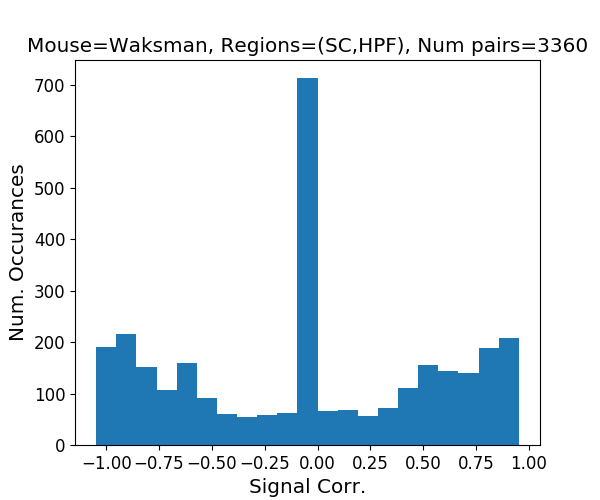 Mouse=Waksman, Regions=(SC,HPF), Num pairs=3360
Num. Occurances
700
600
500
400
300
200
100
0
−1.00 −0.75 −0.50 −0.25 0.00 0.25 0.50 0.75 1.00
Signal Corr.